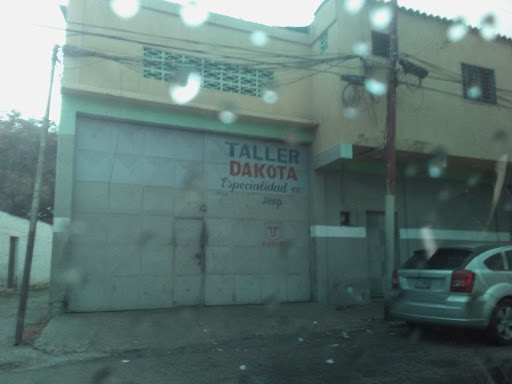 TALLER
DAKOTA
Especialidad en
Jeep